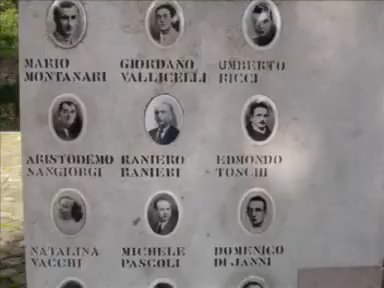 MARIO MONTANARI
GIORDANO VALLICELLI
UMBERTO RICCI
ARISTODEMO SANGIORGI
RANIERO RANIERI
EDMONDO TOSCHI
NATALINA VACCHI
MICHELE PASCOLI
DOMENICO DI JANNI